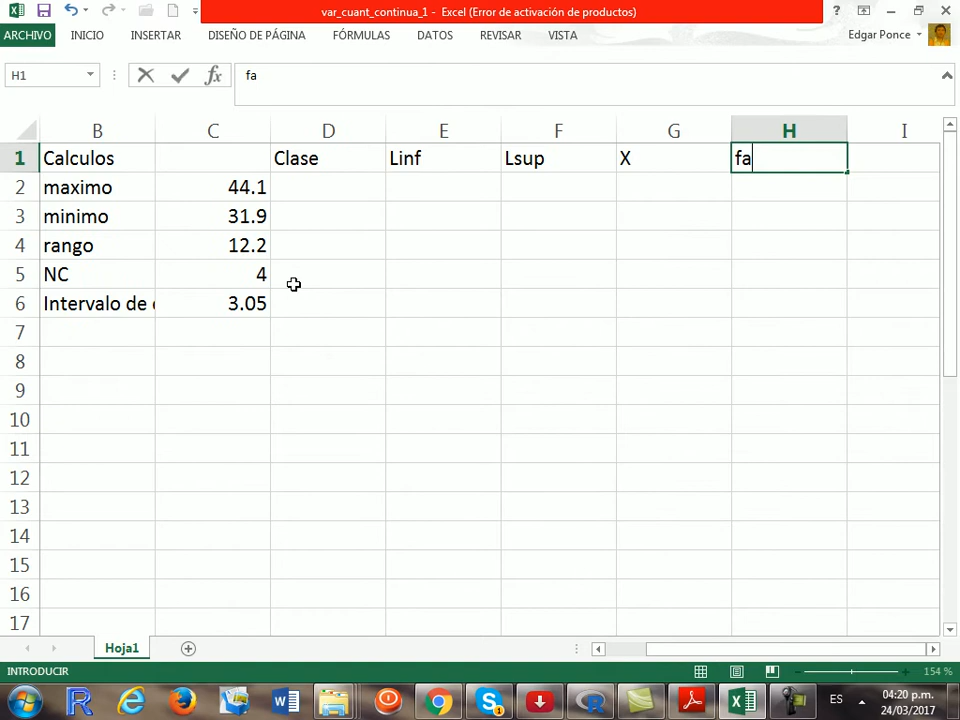 var_cuant_continua_1 - Excel (Error de activación de productos)
?
ARCHIVO INICIO INSERTAR DISEÑO DE PÁGINA FÓRMULAS DATOS REVISAR VISTA Edgar Ponce
H1 fx fa
B C D E F G H I
1 Calculos Clase Linf Lsup X fa
2 maximo 44.1
3 minimo 31.9
4 rango 12.2
5 NC 4
6 Intervalo de 3.05
7
8
9
10
11
12
13
14
15
16
17
Hoja1
INTRODUCIR 154 %
ES 04:20 p.m.
24/03/2017